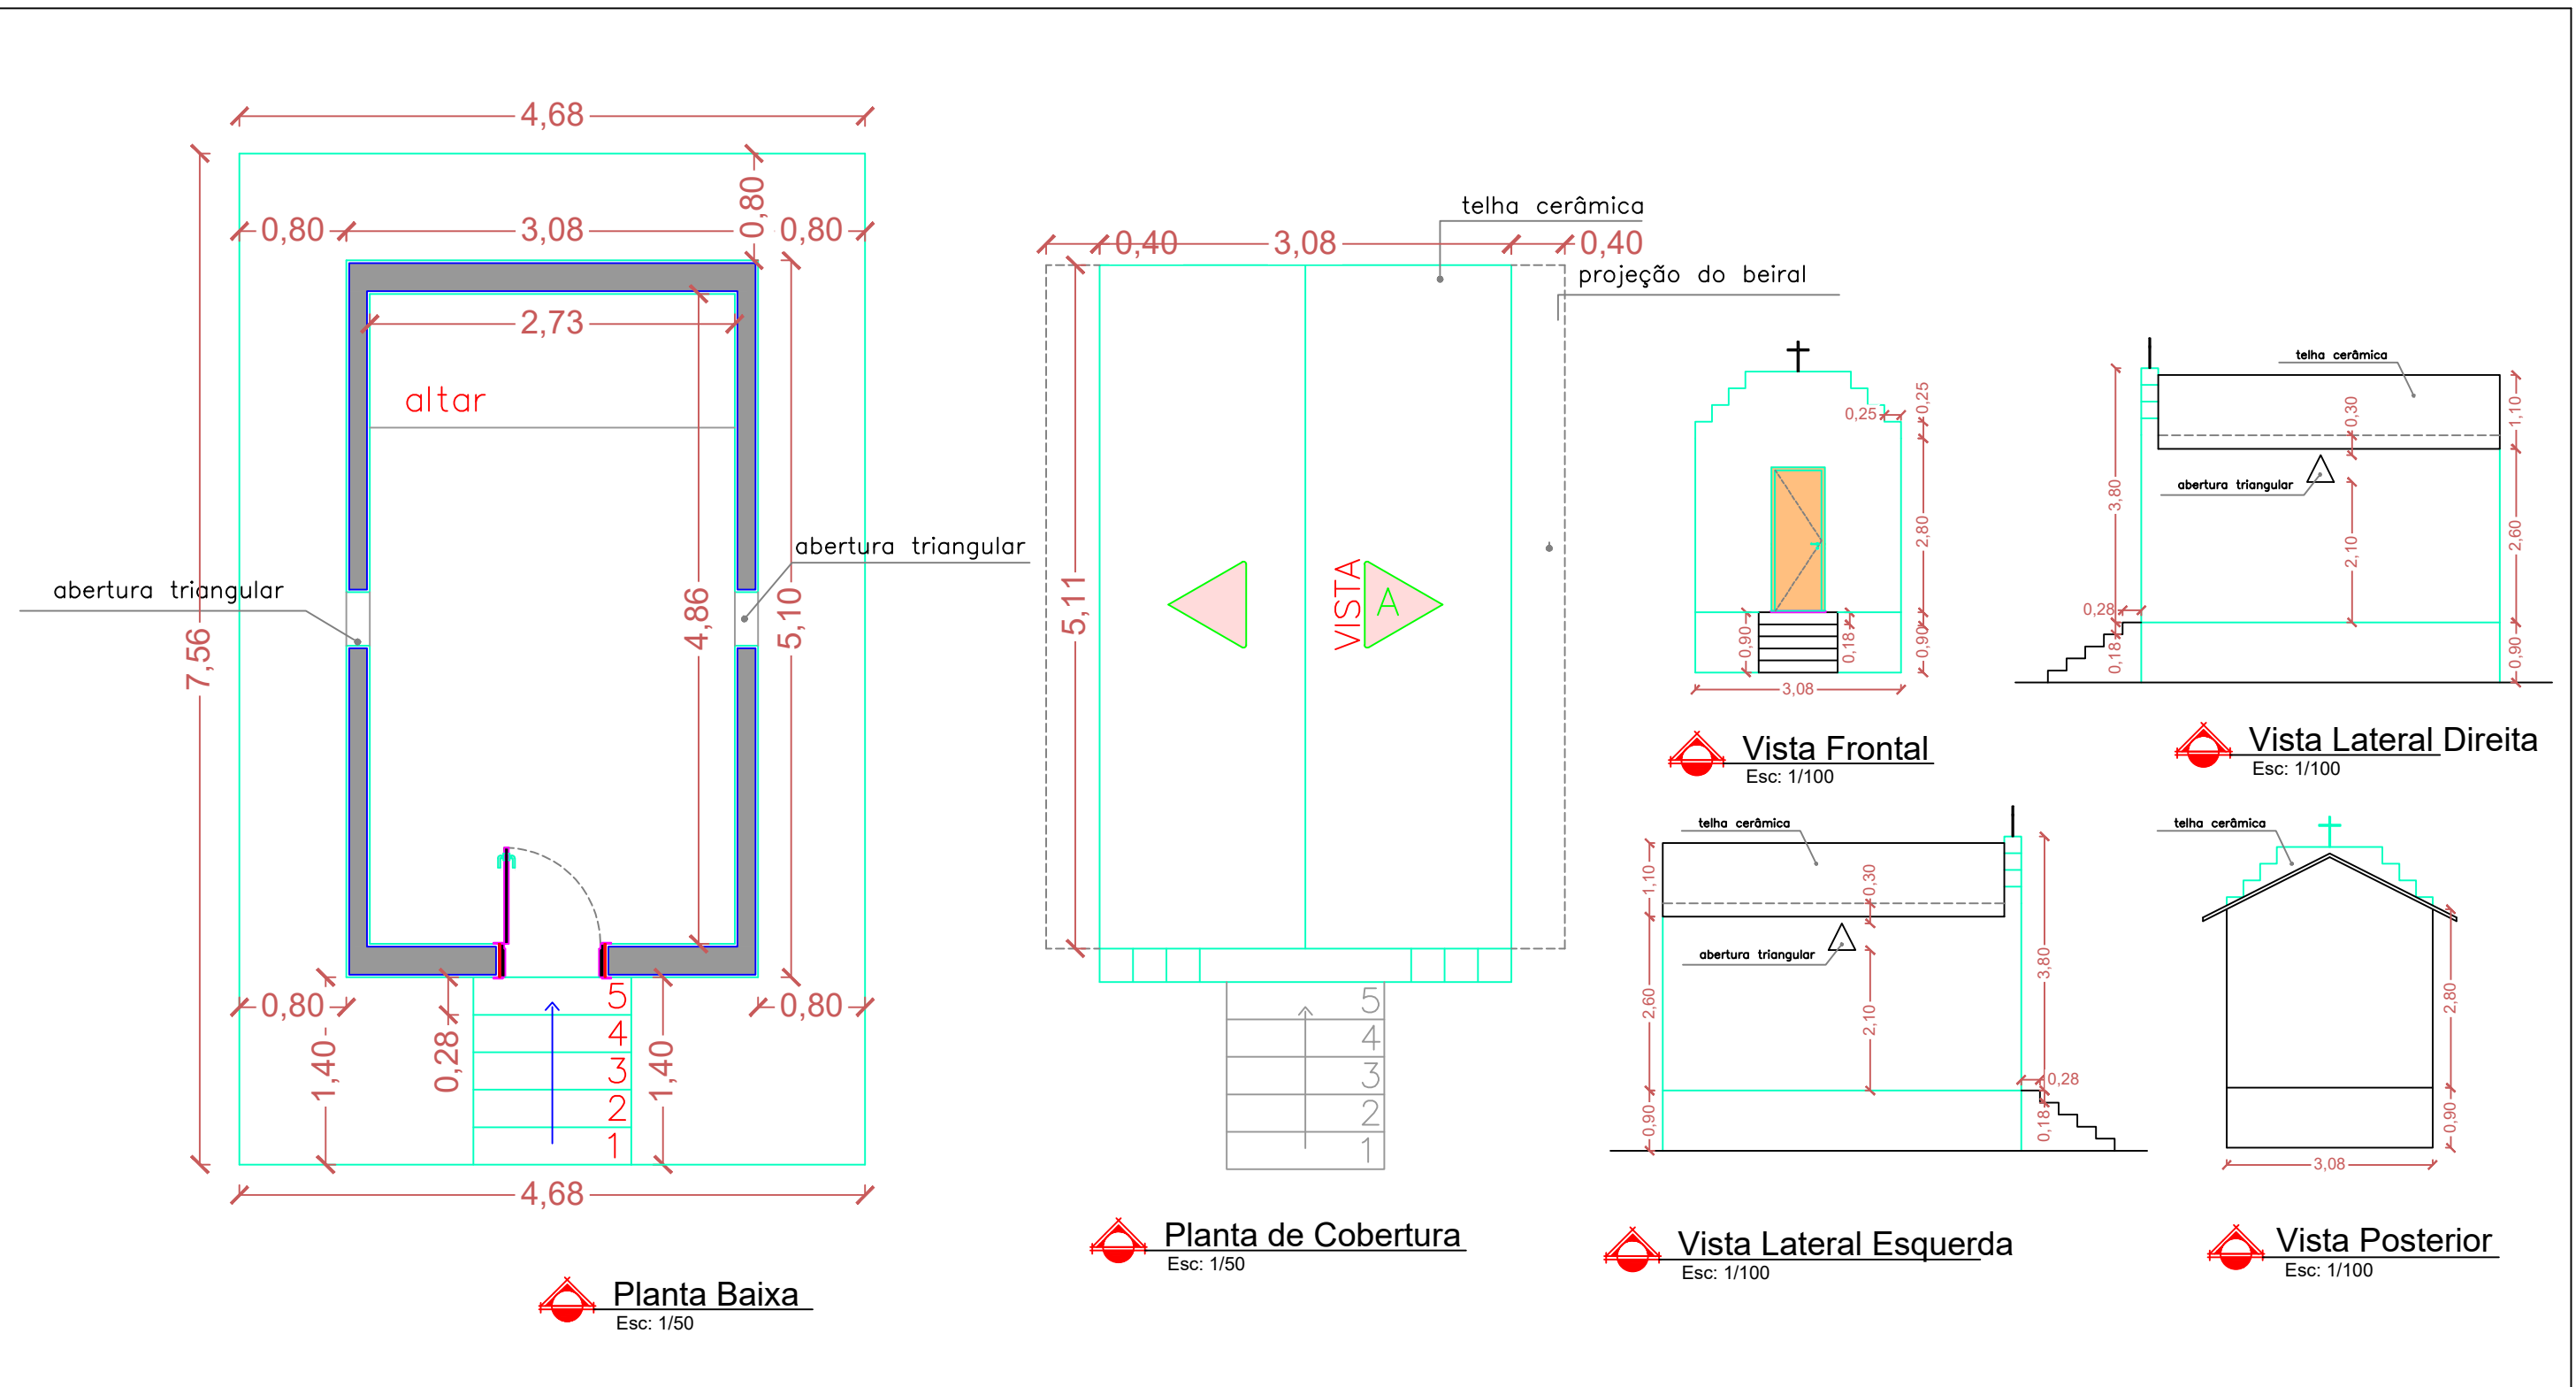 4,68
0,80
0,80
3,08
0,80
2,73
altar
abertura triangular
abertura triangular
7,56
4,86
5,10
0,80
0,80
1,40
0,28
1,40
5
4
3
2
1
4,68
Planta Baixa
Esc: 1/50
telha cerâmica
0,40
3,08
0,40
projeção do beiral
5,11
VISTA
A
5
4
3
2
1
Planta de Cobertura
Esc: 1/50
0,25
0,25
2,80
0,90
0,18
0,90
3,08
Vista Frontal
Esc: 1/100
telha cerâmica
0,30
1,10
abertura triangular
3,80
2,10
2,60
0,28
0,18
0,90
Vista Lateral Direita
Esc: 1/100
telha cerâmica
1,10
0,30
abertura triangular
3,80
2,60
2,10
0,28
0,90
0,18
Vista Lateral Esquerda
Esc: 1/100
telha cerâmica
2,80
0,90
3,08
Vista Posterior
Esc: 1/100